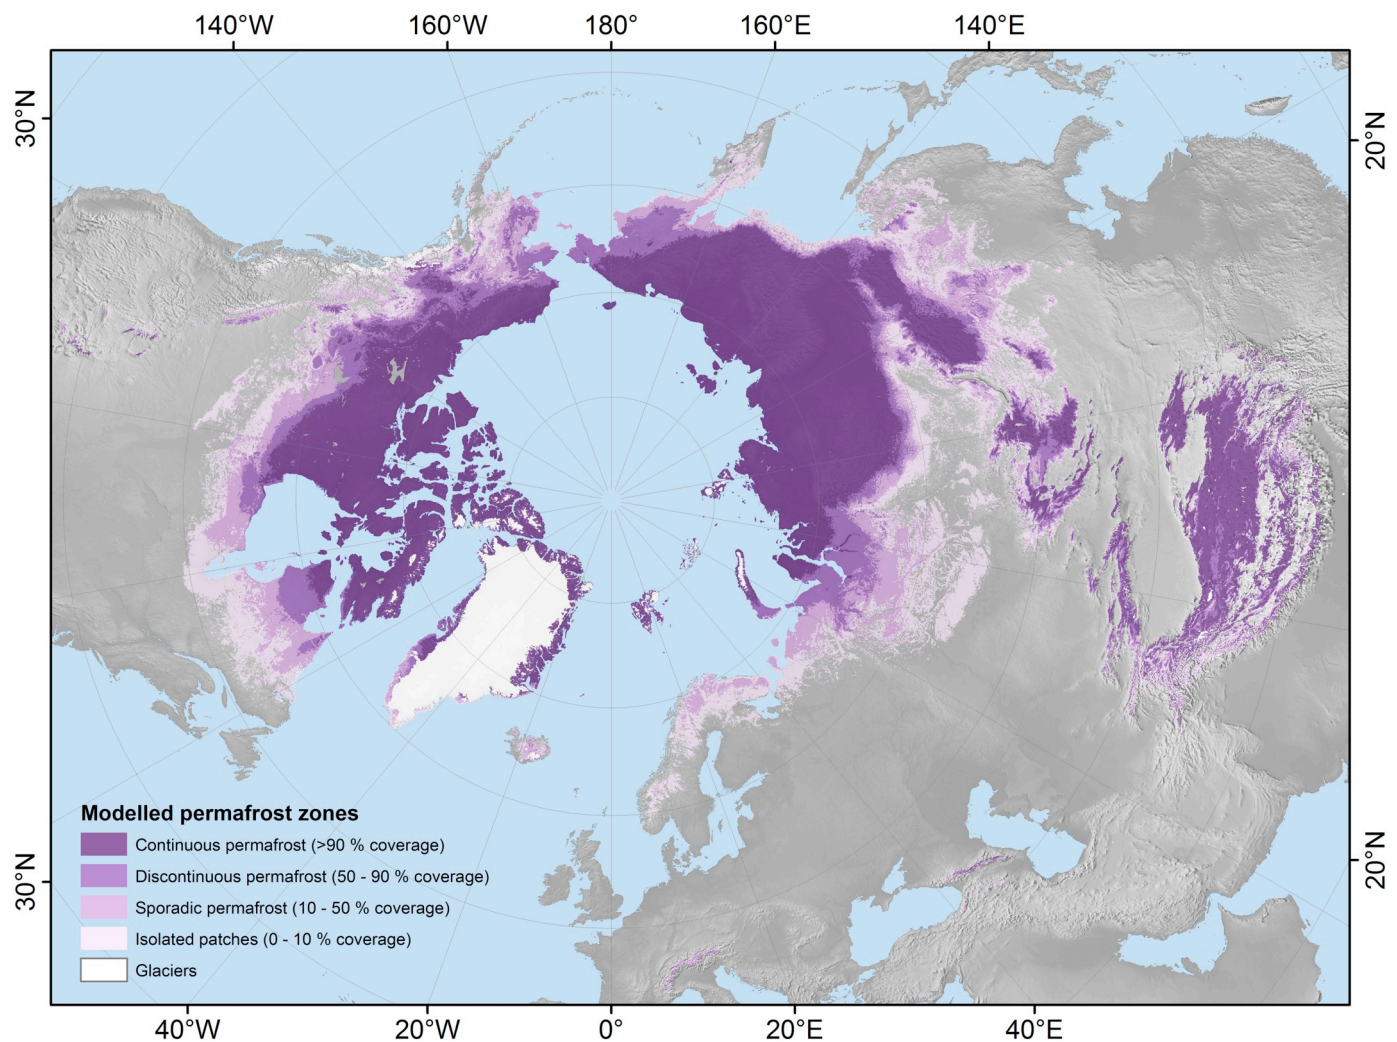 140°W 160°W 180° 160°E 140°E
30°N
20°N
Modelled permafrost zones
Continuous permafrost (>90 % coverage)
Discontinuous permafrost (50 - 90 % coverage)
Sporadic permafrost (10 - 50 % coverage)
Isolated patches (0 - 10 % coverage)
Glaciers
30°N
20°N
40°W 20°W 0° 20°E 40°E